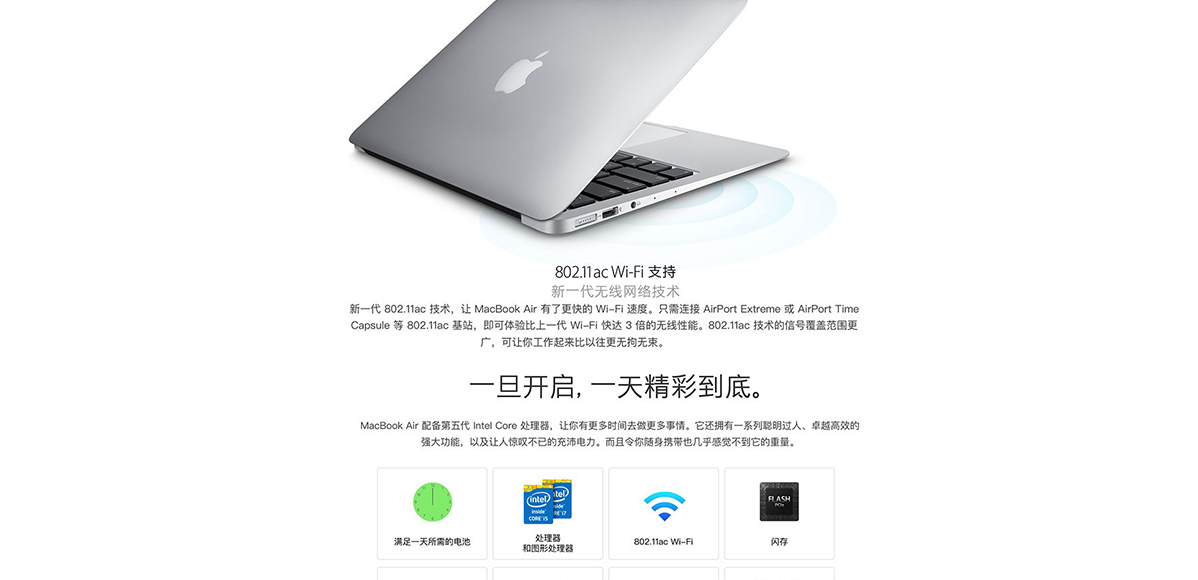 802.11ac Wi-Fi 支持
新一代无线网络技术
新一代 802.11ac 技术，让 MacBook Air 有了更快的 Wi-Fi 速度。只需连接 AirPort Extreme 或 AirPort Time
Capsule 等 802.11ac 基站，即可体验比上一代 Wi-Fi 快达 3 倍的无线性能。802.11ac 技术的信号覆盖范围更
广，可让你工作起来比以往更无拘无束。
一旦开启，一天精彩到底。
MacBook Air 配备第五代 Intel Core 处理器，让你有更多时间去做更多事情。它还拥有一系列聪明过人、卓越高效的
强大功能，以及让人惊叹不已的充沛电力。而且令你随身携带也几乎感觉不到它的重量。
intel inside CORE i5
FLASH
PCIe
满足一天所需的电池
处理器
和图形处理器
802.11ac Wi-Fi
闪存